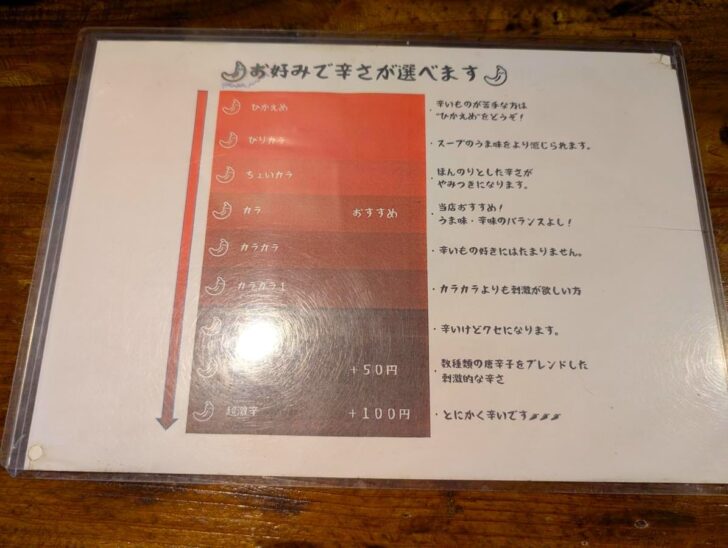 お好みで辛さが選べます
ひかえめ
・辛いものが苦手な方は
"ひかえめ"をどうぞ!
ぴりカラ
・スープのうま味をより感じられます。
ちょいカラ
・ほんのりとした辛さが
やみつきになります。
カラ おすすめ
・当店おすすめ!
うま味・辛味のバランスよし!
カラカラ
・辛いもの好きにはたまりません。
カラカラ1
・カラカラよりも刺激が欲しい方
・辛いけどクセになります。
+50円
・数種類の唐辛子をブレンドした
刺激的な辛さ
超激辛 +100円
・とにかく辛いです